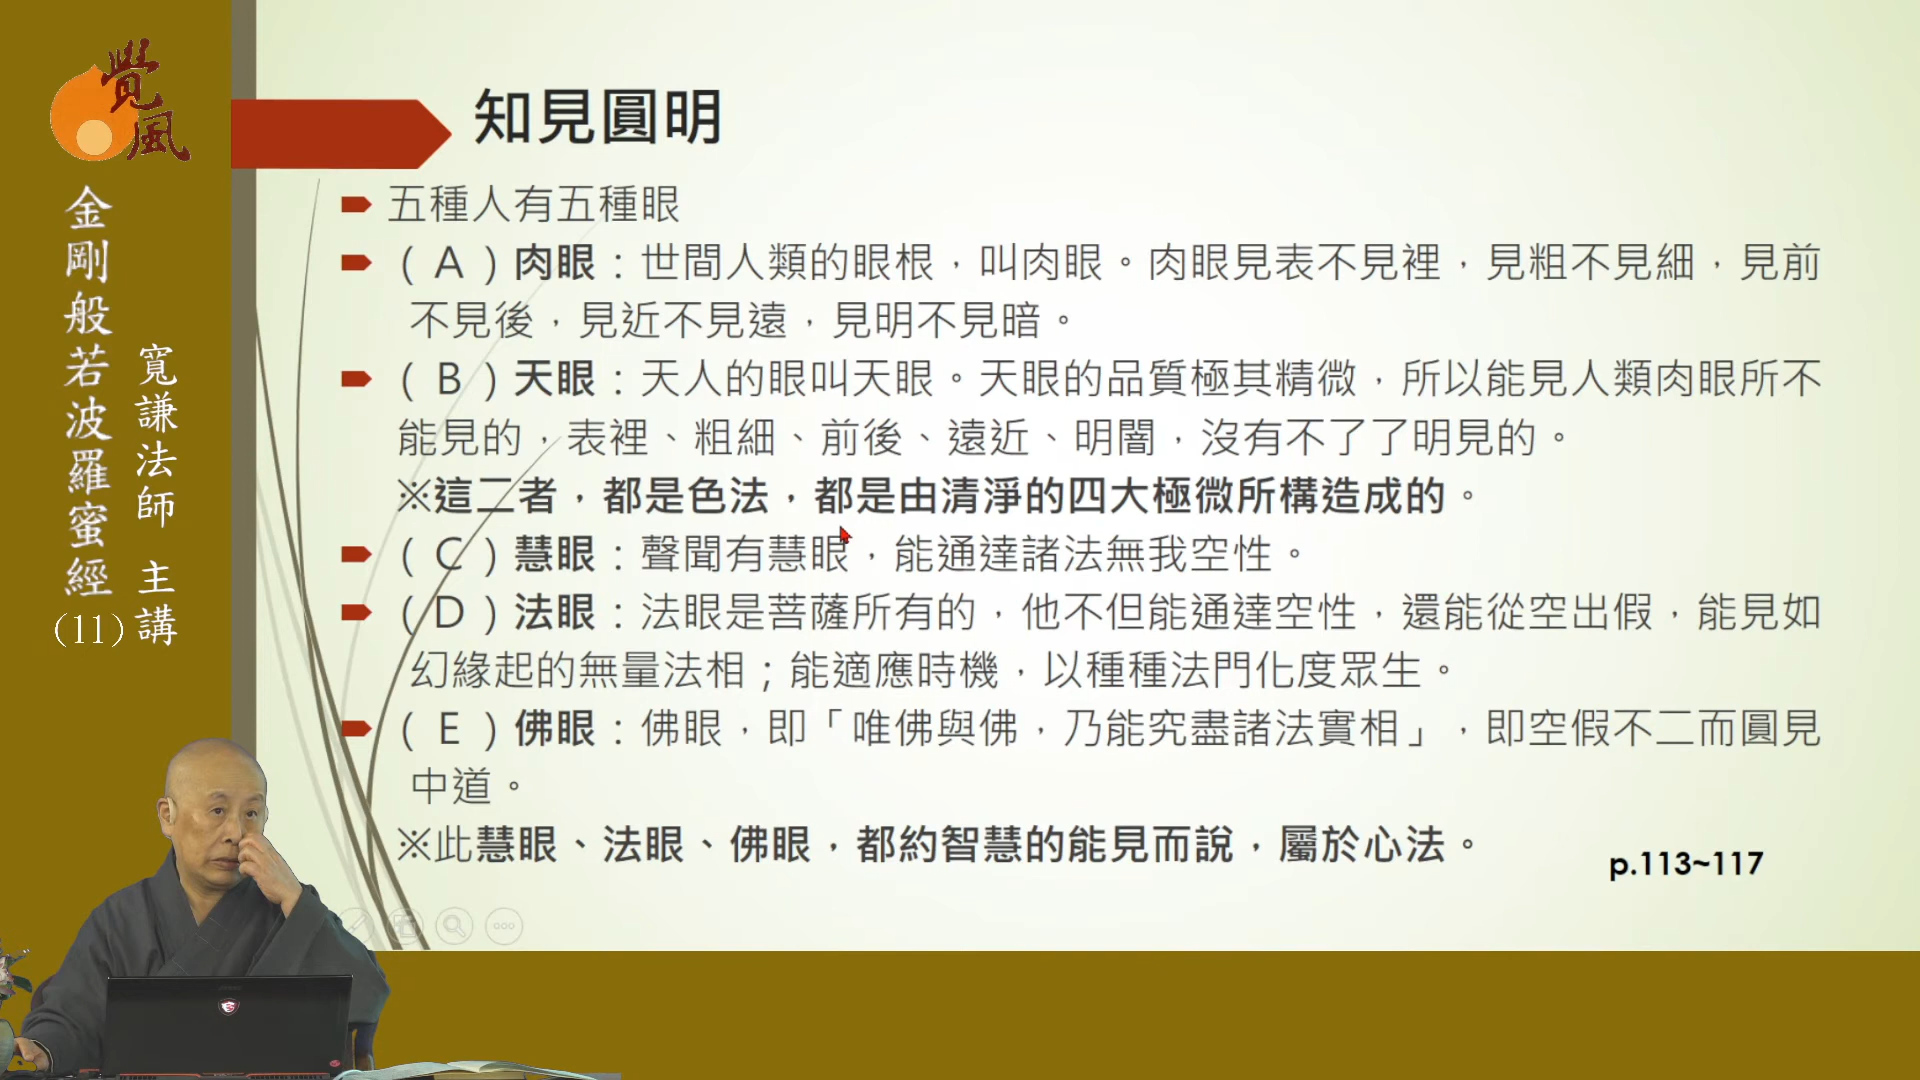 覺風
金剛般若波羅蜜經
(11)
寬謙法師 主講
知見圓明
五種人有五種眼
（A）肉眼：世間人類的眼根，叫肉眼。肉眼見表不見裡，見粗不見細，見前
不見後，見近不見遠，見明不見暗。
（B）天眼：天人的眼叫天眼。天眼的品質極其精微，所以能見人類肉眼所不
能見的，表裡、粗細、前後、遠近、明闇，沒有不了了明見的。
※這二者，都是色法，都是由清淨的四大極微所構造成的。
（C）慧眼：聲聞有慧眼，能通達諸法無我空性。
（D）法眼：法眼是菩薩所有的，他不但能通達空性，還能從空出假，能見如
幻緣起的無量法相；能適應時機，以種種法門化度眾生。
（E）佛眼：佛眼，即「唯佛與佛，乃能究盡諸法實相」，即空假不二而圓見
中道。
※此慧眼、法眼、佛眼，都約智慧的能見而說，屬於心法。
p.113~117